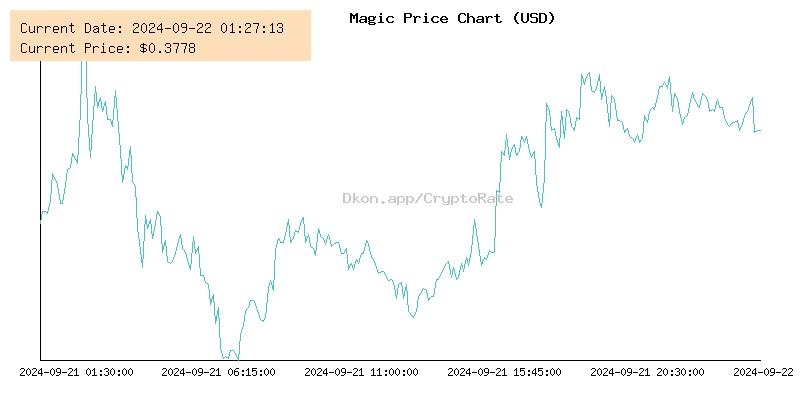 Magic Price Chart (USD)
Current Date: 2024-09-22 01:27:13
Current Price: $0.3778
Dkon.app/CryptoRate
2024-09-21 01:30:00
2024-09-21 06:15:00
2024-09-21 11:00:00
2024-09-21 15:45:00
2024-09-21 20:30:00
2024-09-22